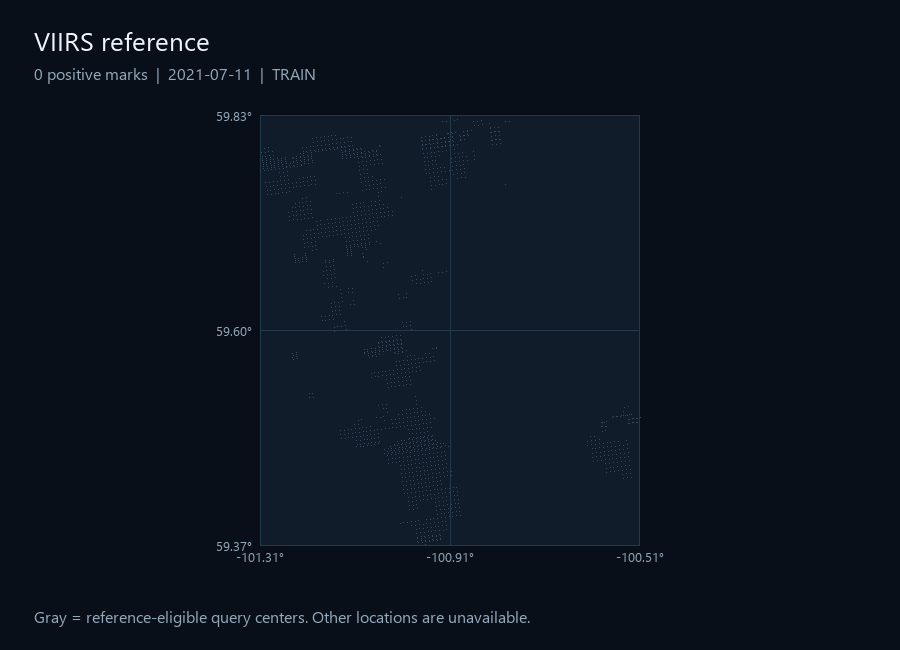 VIIRS reference
0 positive marks | 2021-07-11 | TRAIN
59.83°
59.60°
59.37°
-101.31°
-100.91°
-100.51°
Gray = reference-eligible query centers. Other locations are unavailable.